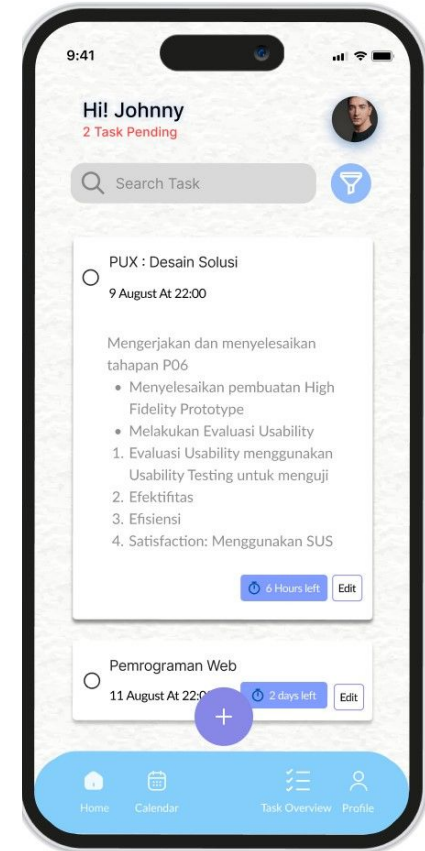 9:41
Hi! Johnny
2 Task Pending
Search Task
PUX : Desain Solusi
9 August At 22:00
Mengerjakan dan menyelesaikan
tahapan P06
• Menyelesaikan pembuatan High
Fidelity Prototype
• Melakukan Evaluasi Usability
1. Evaluasi Usability menggunakan
Usability Testing untuk menguji
2. Efektifitas
3. Efisiensi
4. Satisfaction: Menggunakan SUS
6 Hours left
Edit
Pemrograman Web
11 August At 22:0
2 days left
Edit
+
Home
Calendar
Task Overview
Profile